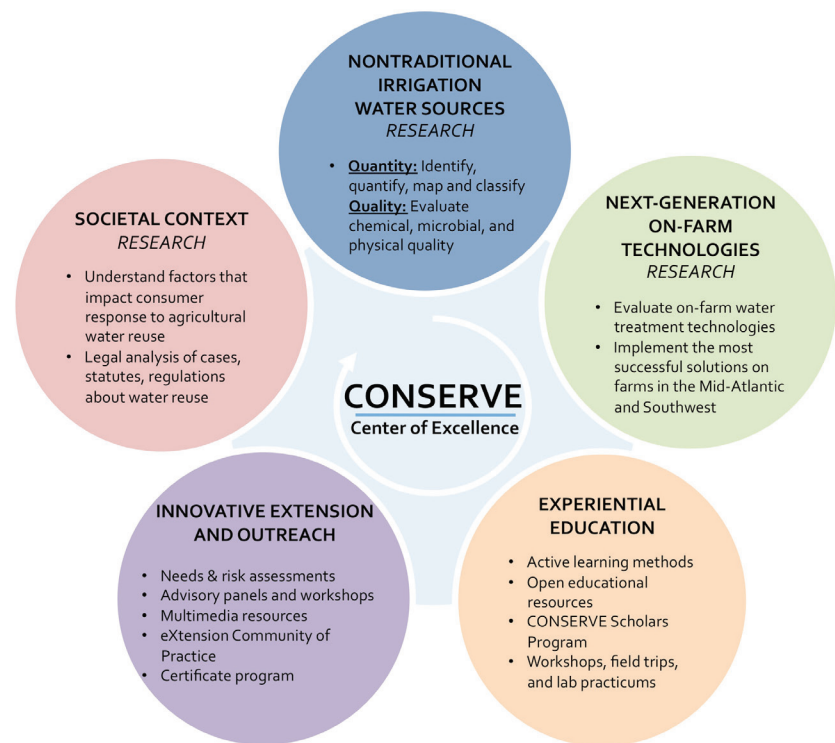 NONTRADITIONAL
IRRIGATION
WATER SOURCES
RESEARCH
• Quantity: Identify,
quantify, map and classify
Quality: Evaluate
chemical, microbial, and
physical quality
NEXT-GENERATION
ON-FARM
TECHNOLOGIES
RESEARCH
• Evaluate on-farm water
treatment technologies
• Implement the most
successful solutions on
farms in the Mid-Atlantic
and Southwest
SOCIETAL CONTEXT
RESEARCH
• Understand factors that
impact consumer
response to agricultural
water reuse
• Legal analysis of cases,
statutes, regulations
about water reuse
CONSERVE
Center of Excellence
INNOVATIVE EXTENSION
AND OUTREACH
• Needs & risk assessments
• Advisory panels and workshops
• Multimedia resources
• eXtension Community of
Practice
• Certificate program
EXPERIENTIAL
EDUCATION
• Active learning methods
• Open educational
resources
• CONSERVE Scholars
Program
• Workshops, field trips,
and lab practicums